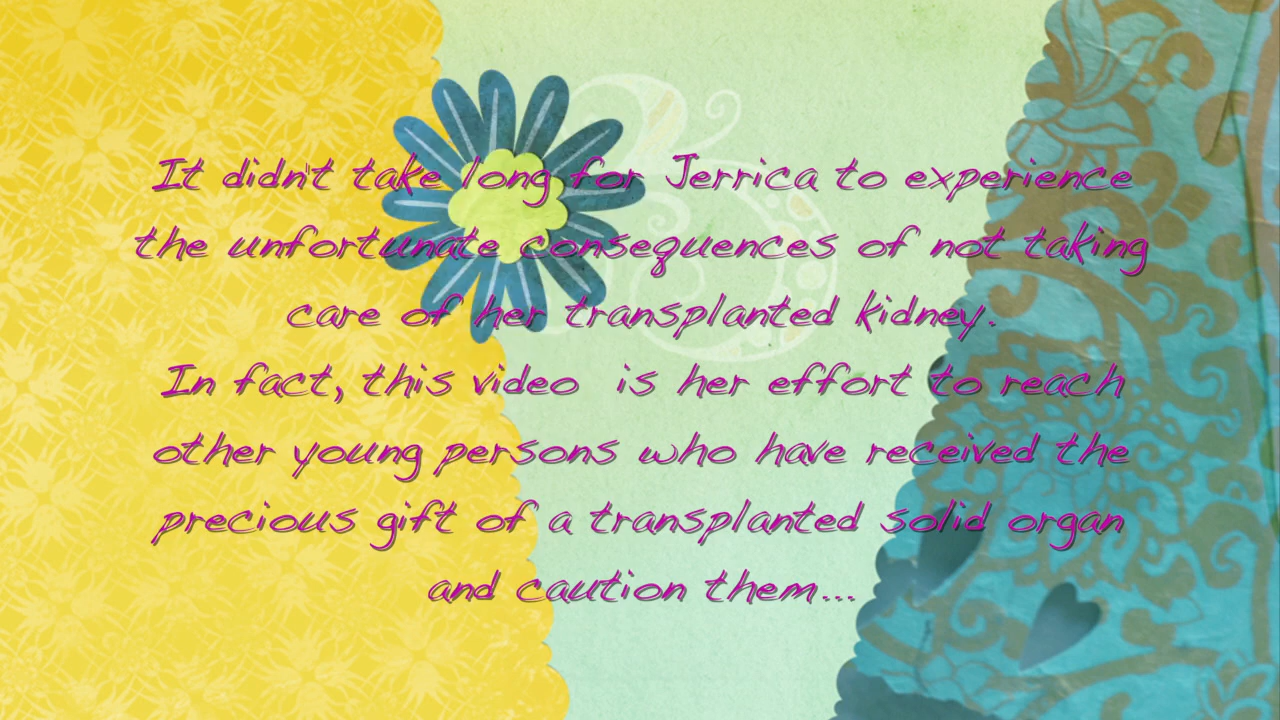 It didn't take long for Jerrica to experience
the unfortunate consequences of not taking
care of her transplanted kidney.
In fact, this video is her effort to reach
other young persons who have received the
precious gift of a transplanted solid organ
and caution them...